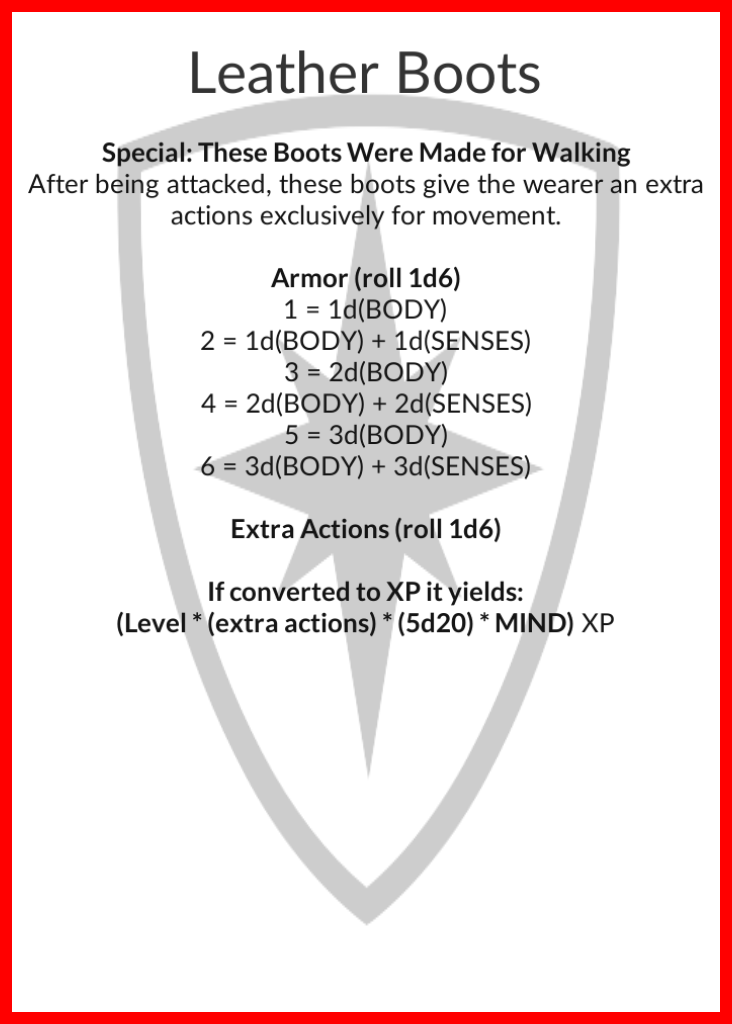 Leather Boots
Special: These Boots Were Made for Walking
After being attacked, these boots give the wearer an extra
actions exclusively for movement.
Armor (roll 1d6)
1 = 1d(BODY)
2 = 1d(BODY) + 1d(SENSES)
3 = 2d(BODY)
4 = 2d(BODY) + 2d(SENSES)
5 = 3d(BODY)
6 = 3d(BODY) + 3d(SENSES)
Extra Actions (roll 1d6)
If converted to XP it yields:
(Level * (extra actions) * (5d20) * MIND) XP